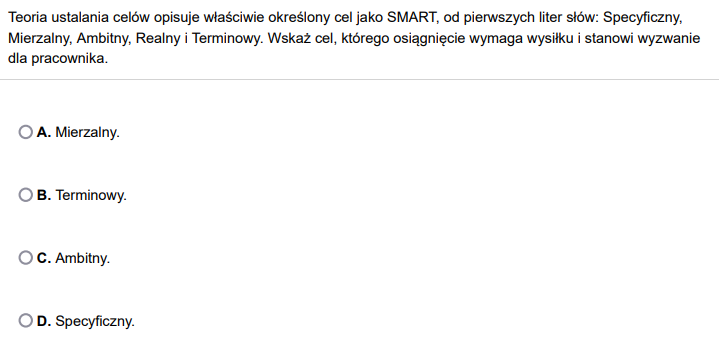 Teoria ustalania celów opisuje właściwie określony cel jako SMART, od pierwszych liter słów: Specyficzny,
Mierzalny, Ambitny, Realny i Terminowy. Wskaż cel, którego osiągnięcie wymaga wysiłku i stanowi wyzwanie
dla pracownika.
A. Mierzalny.
B. Terminowy.
C. Ambitny.
D. Specyficzny.